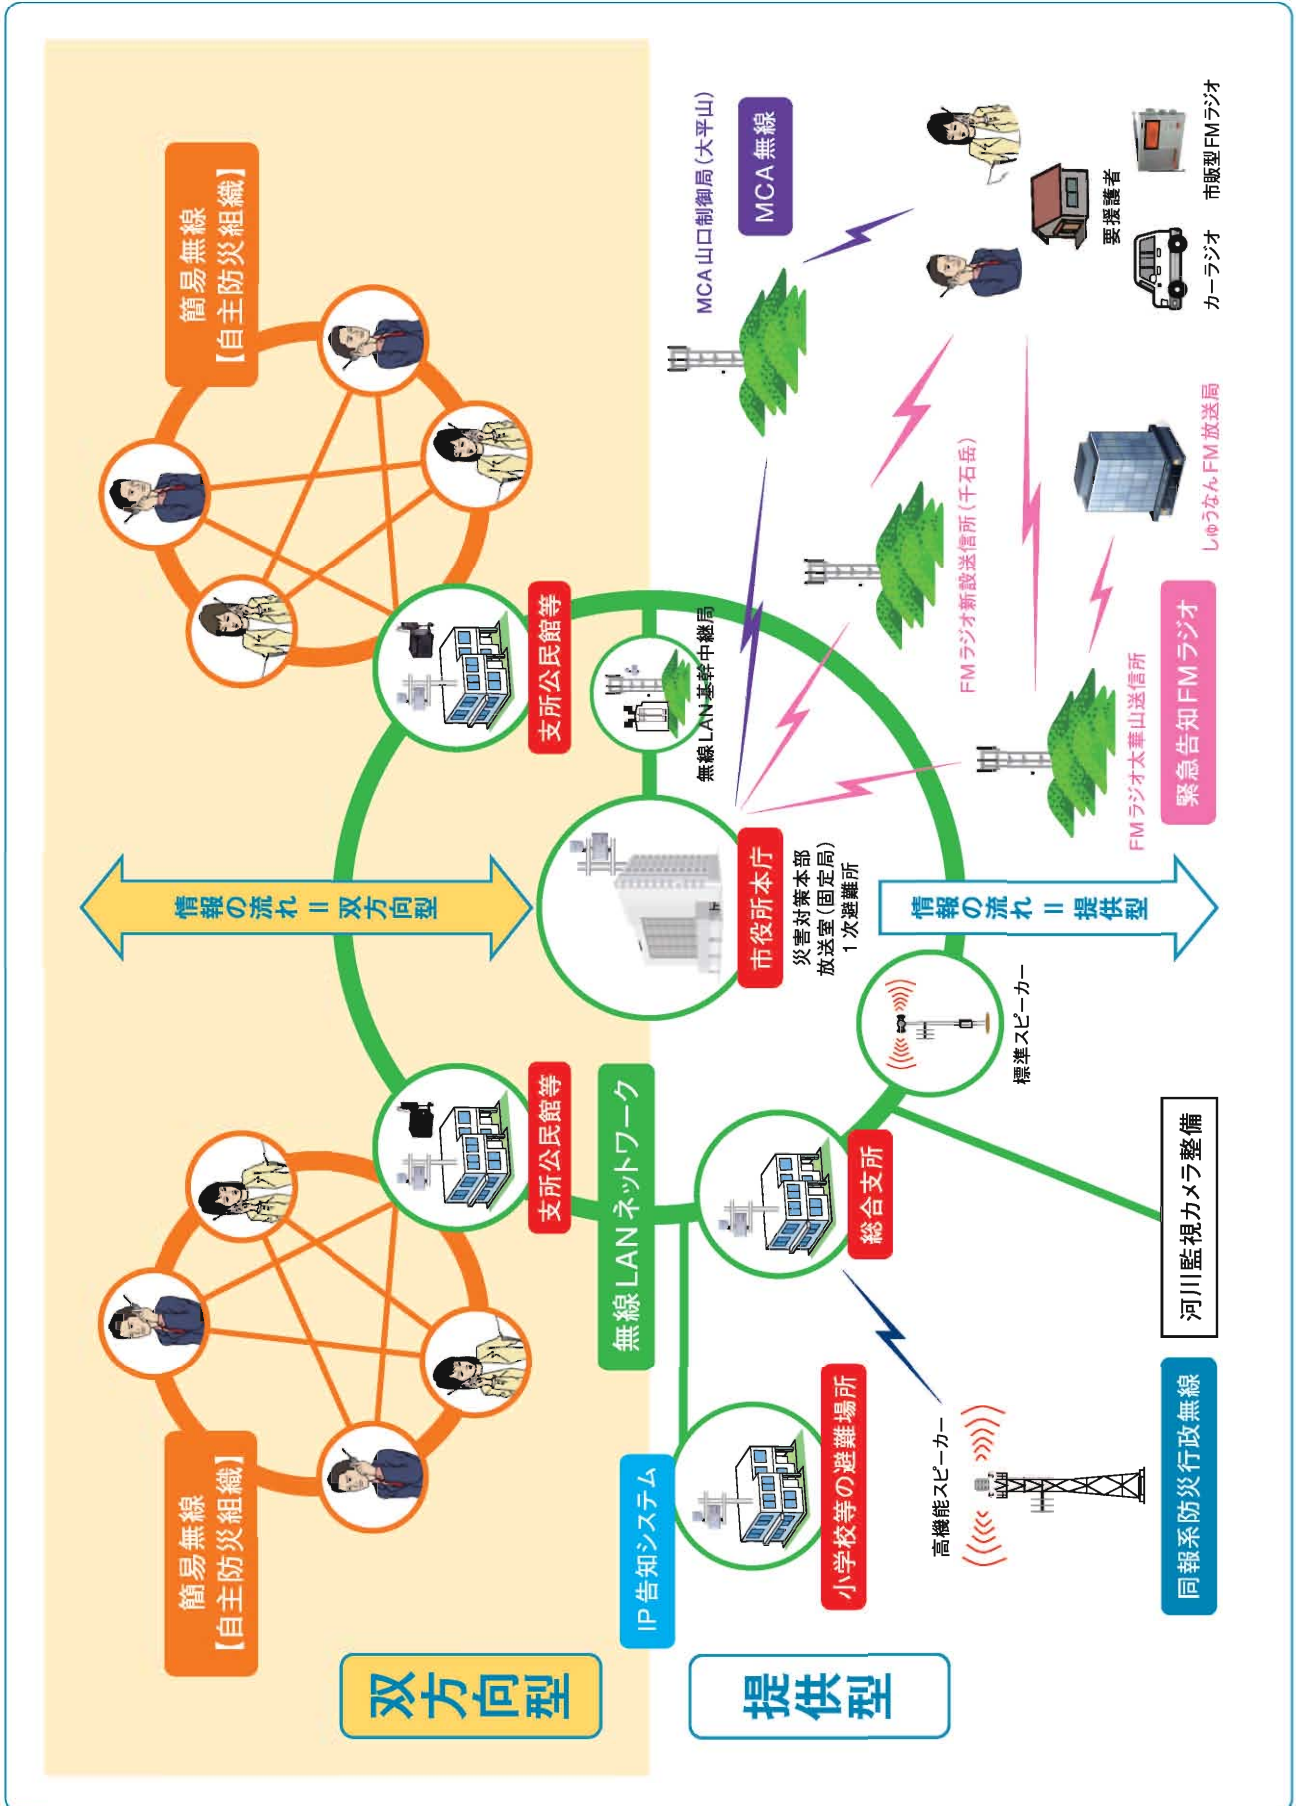 双方向型
簡易無線
【自主防災組織】
簡易無線
【自主防災組織】
情報の流れ＝双方向型
支所公民館等
支所公民館等
無線LANネットワーク
無線LAN基幹中継局
提供型
IP告知システム
小学校等の避難場所
総合支所
市役所本庁
災害対策本部
放送室（固定局）
1次避難所
情報の流れ＝提供型
標準スピーカー
高機能スピーカー
同報系防災行政無線
河川監視カメラ整備
MCA山口制御局（大平山）
MCA無線
FMラジオ新設送信所（千石岳）
FMラジオ太華山送信所
緊急告知FMラジオ
しゅうなんFM放送局
要援護者
カーラジオ
市販型FMラジオ